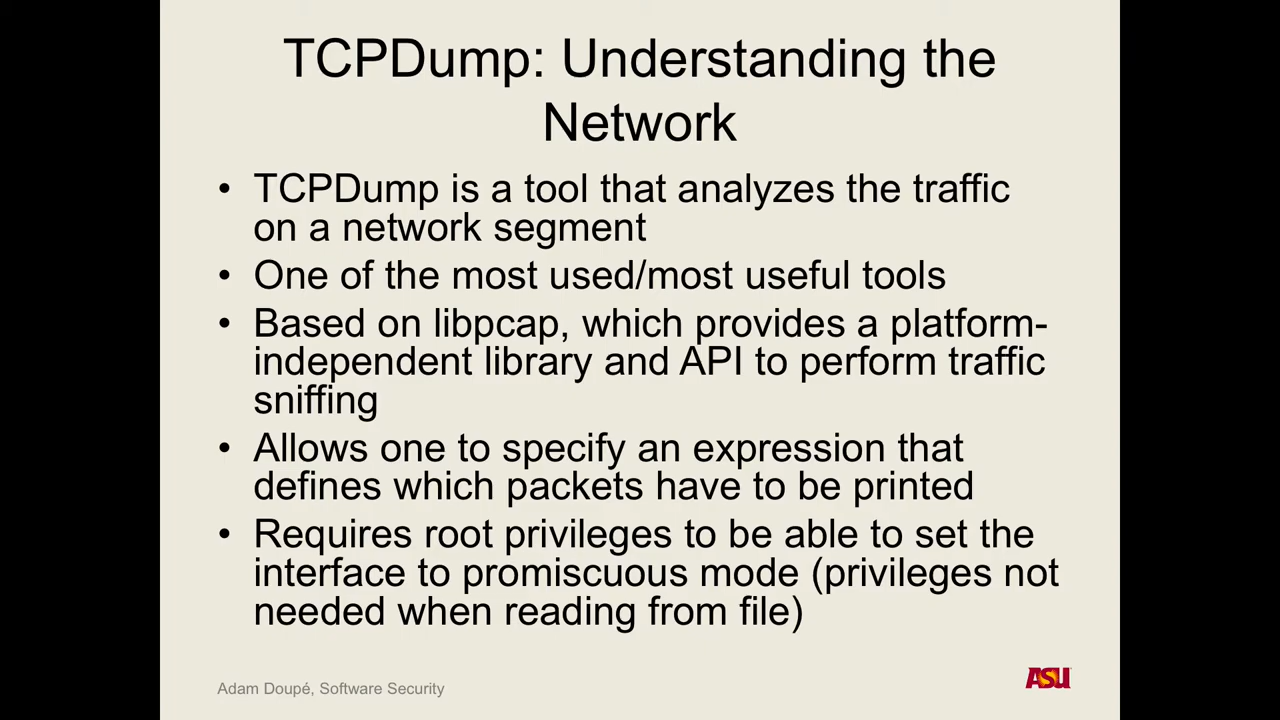 TCPDump: Understanding the
Network
• TCPDump is a tool that analyzes the traffic
on a network segment
• One of the most used/most useful tools
• Based on libpcap, which provides a platform-
independent library and API to perform traffic
sniffing
• Allows one to specify an expression that
defines which packets have to be printed
• Requires root privileges to be able to set the
interface to promiscuous mode (privileges not
needed when reading from file)
Adam Doupé, Software Security
ASU